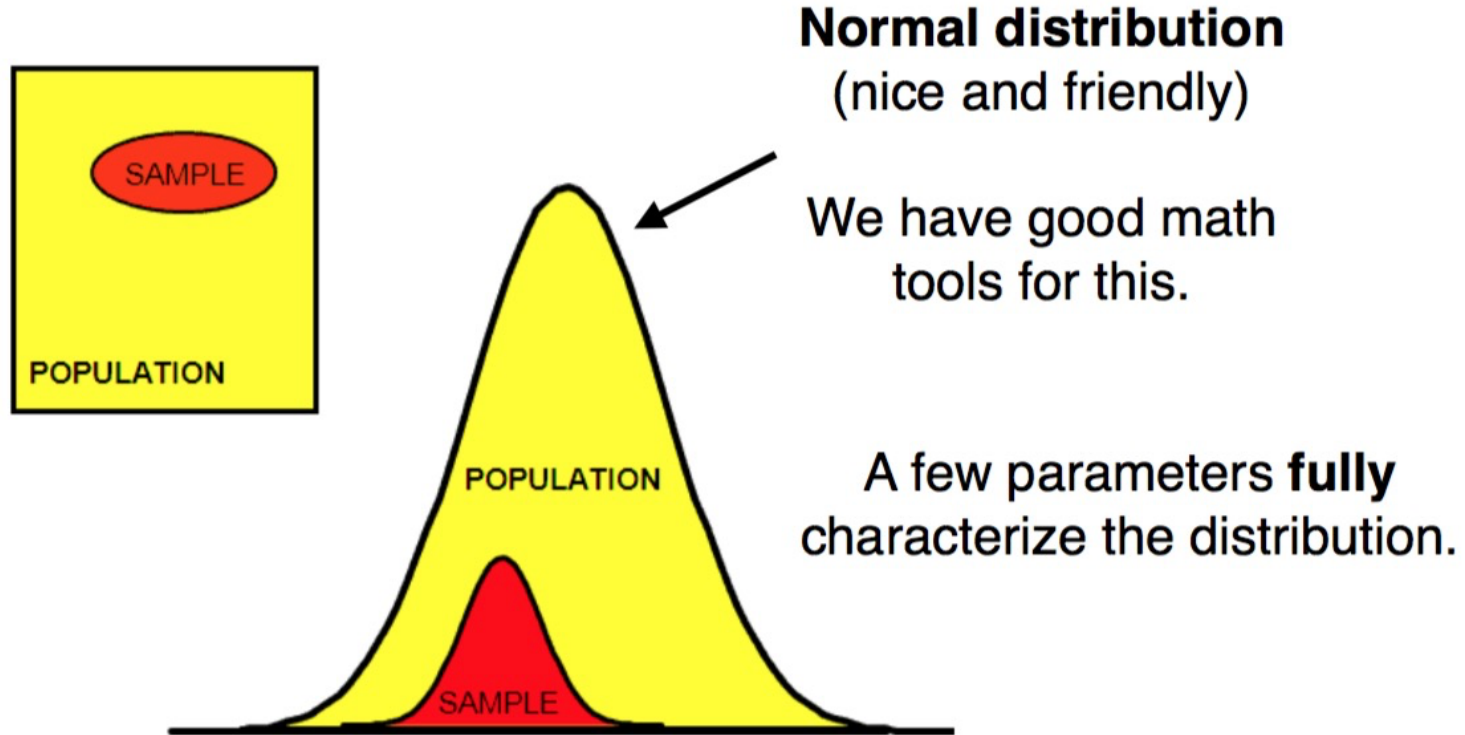 Normal distribution
(nice and friendly)
SAMPLE
We have good math
tools for this.
POPULATION
POPULATION
A few parameters fully
characterize the distribution.
SAMPLE